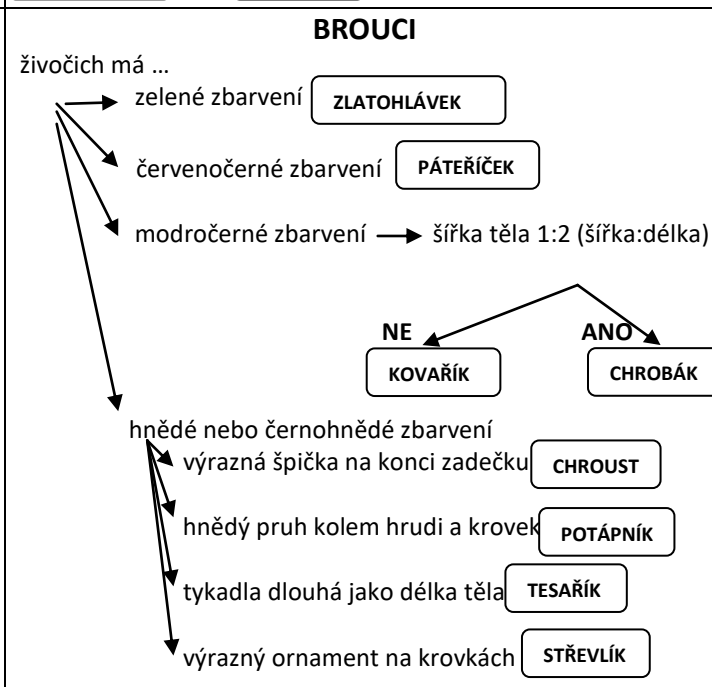 BROUCI
živočich má …
zelené zbarvení ZLATOHLÁVEK
červenočerné zbarvení PÁTEŘÍČEK
modročerné zbarvení šířka těla 1:2 (šířka:délka)
NE ANO
KOVAŘÍK CHROBÁK
hnědé nebo černohnědé zbarvení
výrazná špička na konci zadečku CHROUST
hnědý pruh kolem hrudi a krovek POTÁPNÍK
tykadla dlouhá jako délka těla TESAŘÍK
výrazný ornament na krovkách STŘEVLÍK